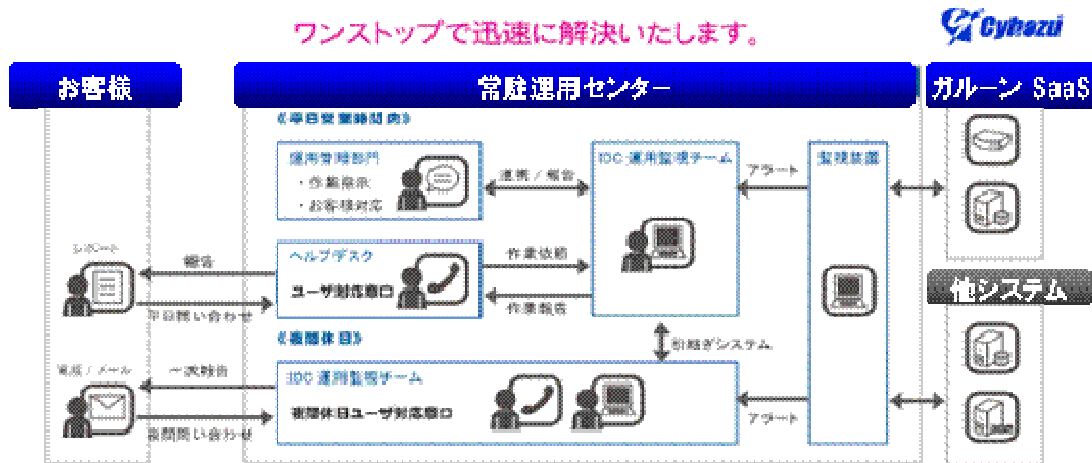 ワンストップで迅速に解決いたします。
Cybozu
お客様
常駐運用センター
ガルーン SaaS
《平日営業時間内》
運用管理部門
・作業指示
・お客様対応
連携 / 報告
IDC 運用監視チーム
アラート
監視装置
レポート
報告
ヘルプデスク
ユーザ対応窓口
作業依頼
作業報告
平日問い合わせ
他システム
《夜間休日》
引継ぎシステム
電話 / メール
一次報告
IDC 運用監視チーム
夜間休日ユーザ対応窓口
アラート
夜間問い合わせ